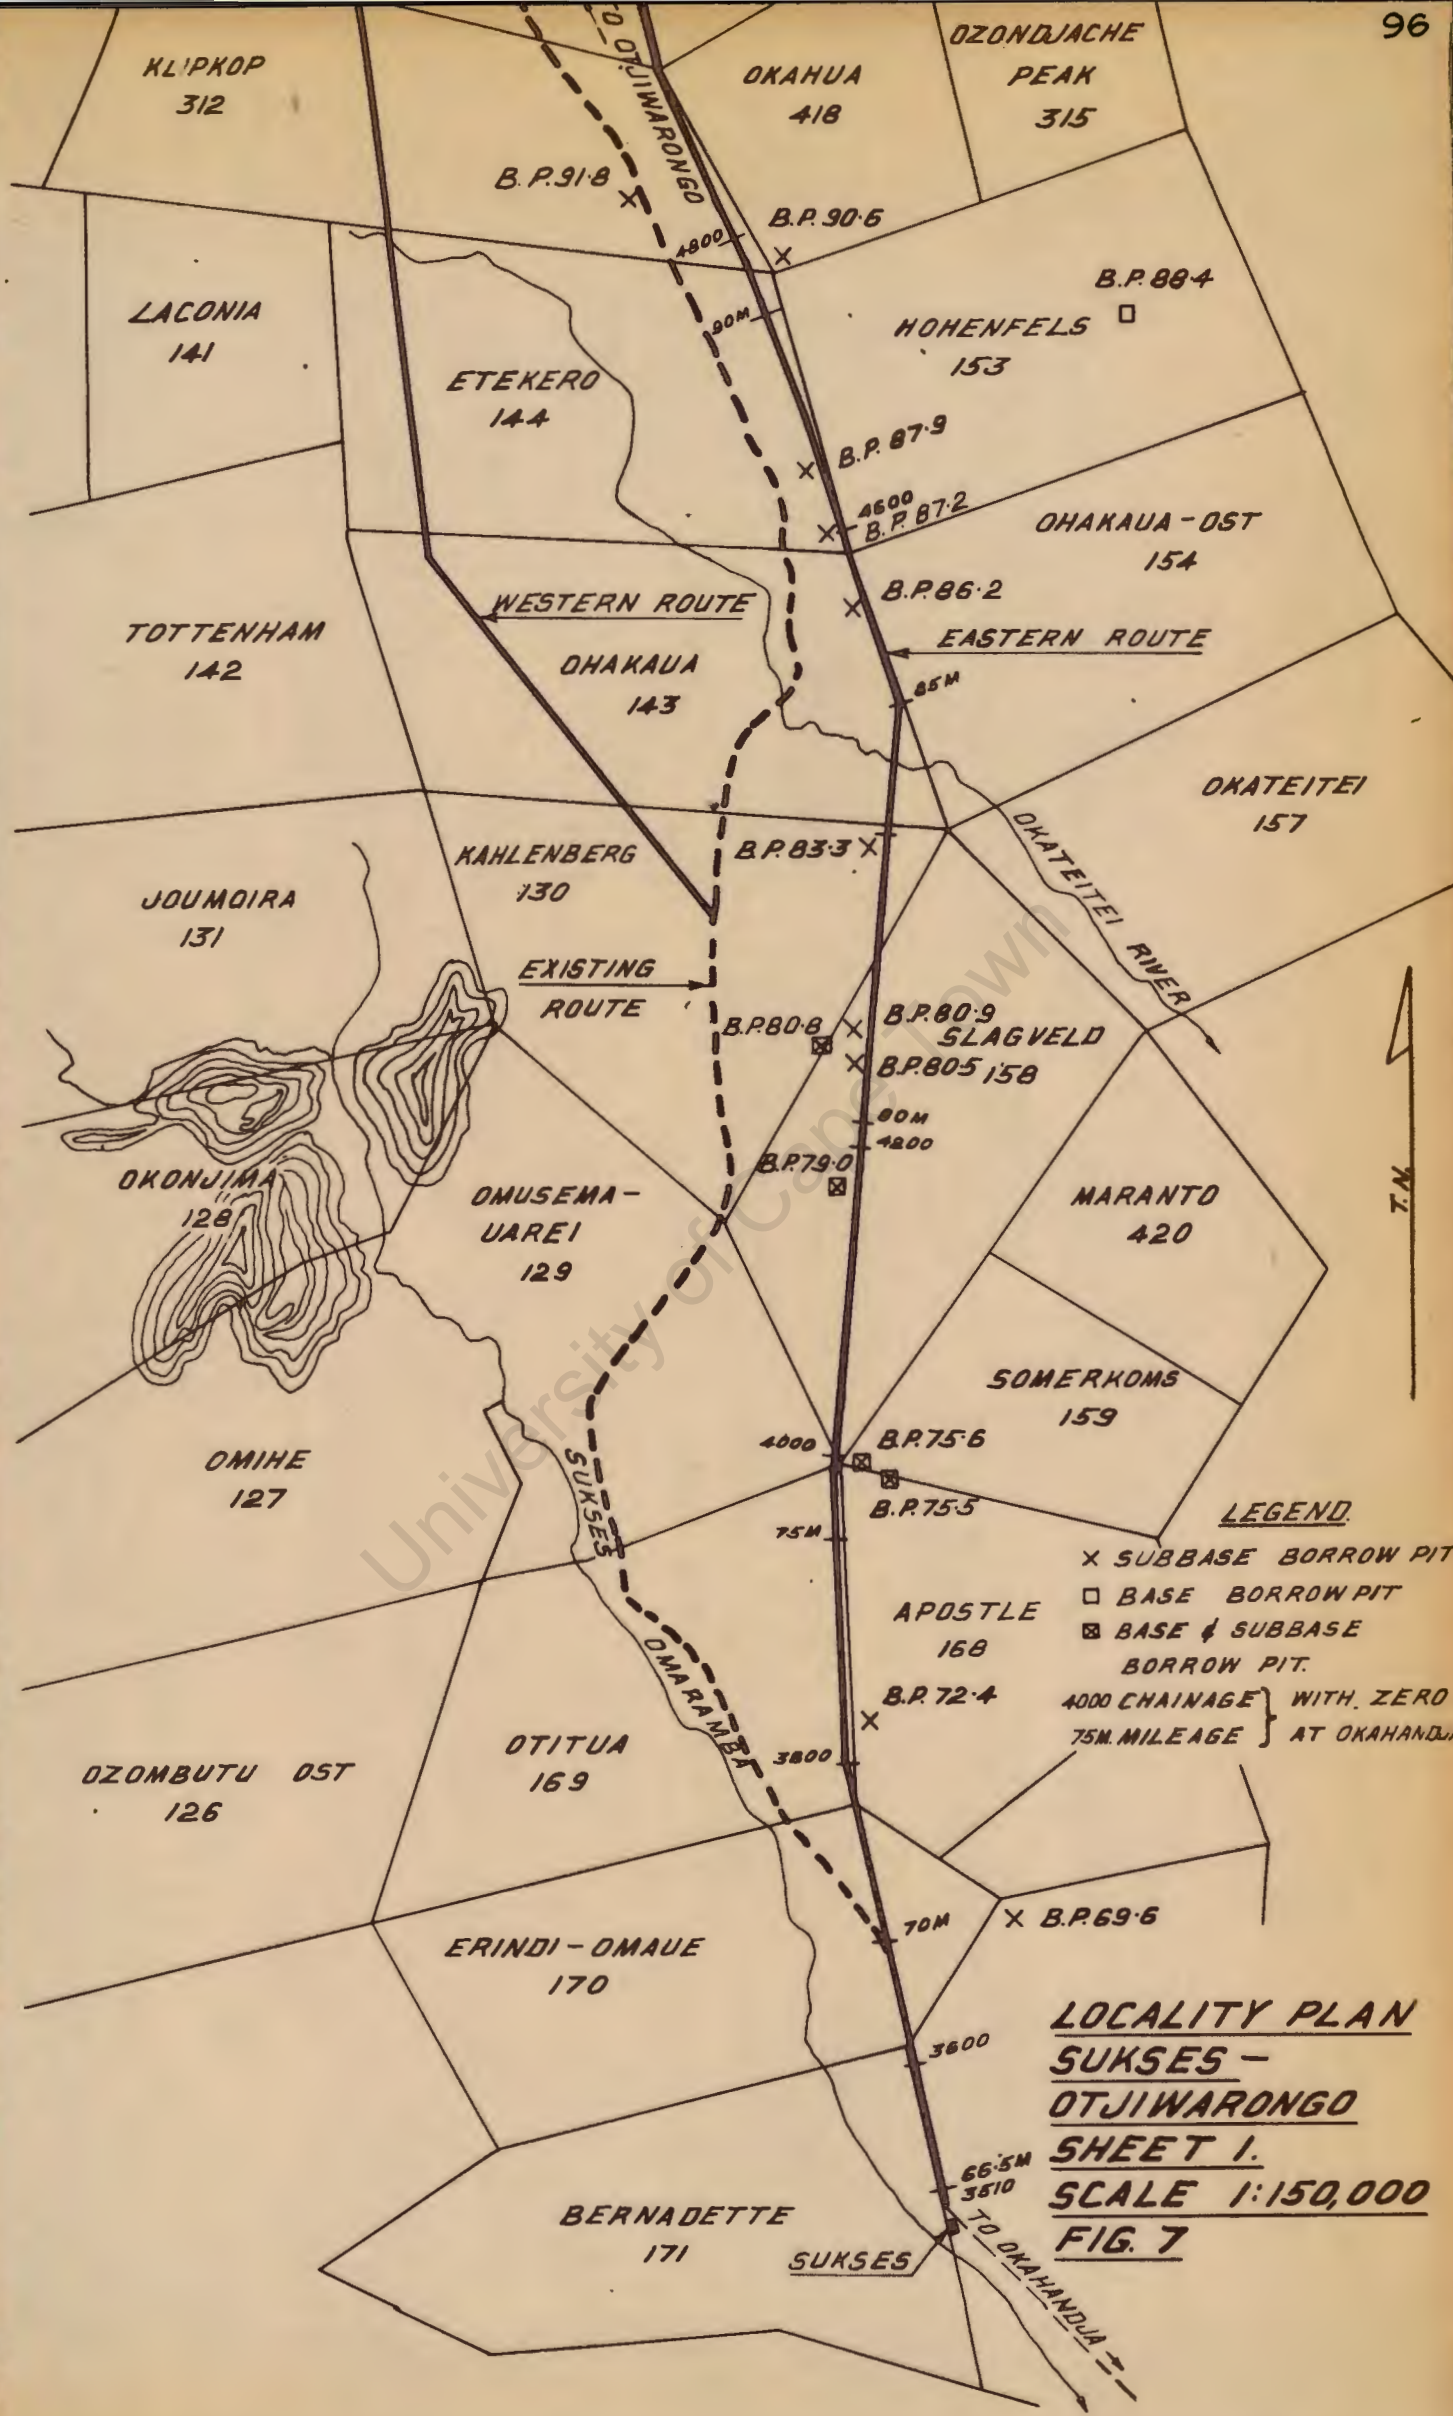 96
KLIPKOP
312
TO OTJIWARONGO
OKAHUA
418
OZONDJACHE
PEAK
315
B.P.91·8
B.P.90·6
4800
B.P.88·4
90M
LACONIA
141
HOHENFELS
153
ETEKERO
144
B.P.87·9
4600
B.P.87·2
OHAKAUA-OST
154
B.P.86·2
WESTERN ROUTE
EASTERN ROUTE
TOTTENHAM
142
OHAKAUA
143
85M
OKATEITEI
157
OKATEITEI RIVER
KAHLENBERG
130
B.P.83·3
JOUMOIRA
131
EXISTING
ROUTE
B.P.80·8
B.P.80·9
SLAGVELD
158
B.P.80·5
80M
4200
B.P.79·0
OKONJIMA
128
OMUSEMA-
UAREI
129
MARANTO
420
T.N.
SOMERKOMS
159
4000
B.P.75·6
B.P.75·5
OMIHE
127
SUKSES
75M
LEGEND.
X SUBBASE BORROW PIT
BASE BORROW PIT
BASE & SUBBASE
BORROW PIT.
4000 CHAINAGE } WITH ZERO
75M. MILEAGE } AT OKAHANDJA
APOSTLE
168
OMARAMBA
B.P.72·4
3800
OTITUA
169
OZOMBUTU OST
126
70M
B.P.69·6
ERINDI-OMAUE
170
3600
LOCALITY PLAN
SUKSES -
OTJIWARONGO
SHEET 1.
SCALE 1:150,000
FIG. 7
66·5M
3510
BERNADETTE
171
SUKSES
TO OKAHANDJA
University of Cape Town